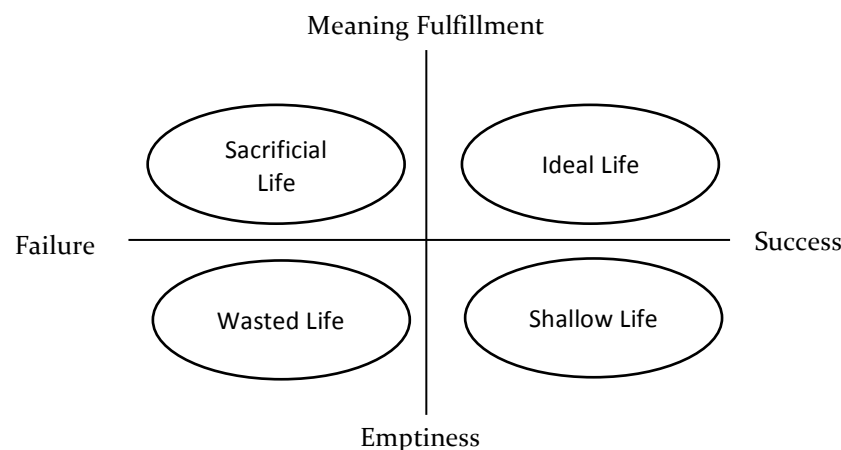 Meaning Fulfillment
Sacrificial
Life
Ideal Life
Failure
Success
Wasted Life
Shallow Life
Emptiness